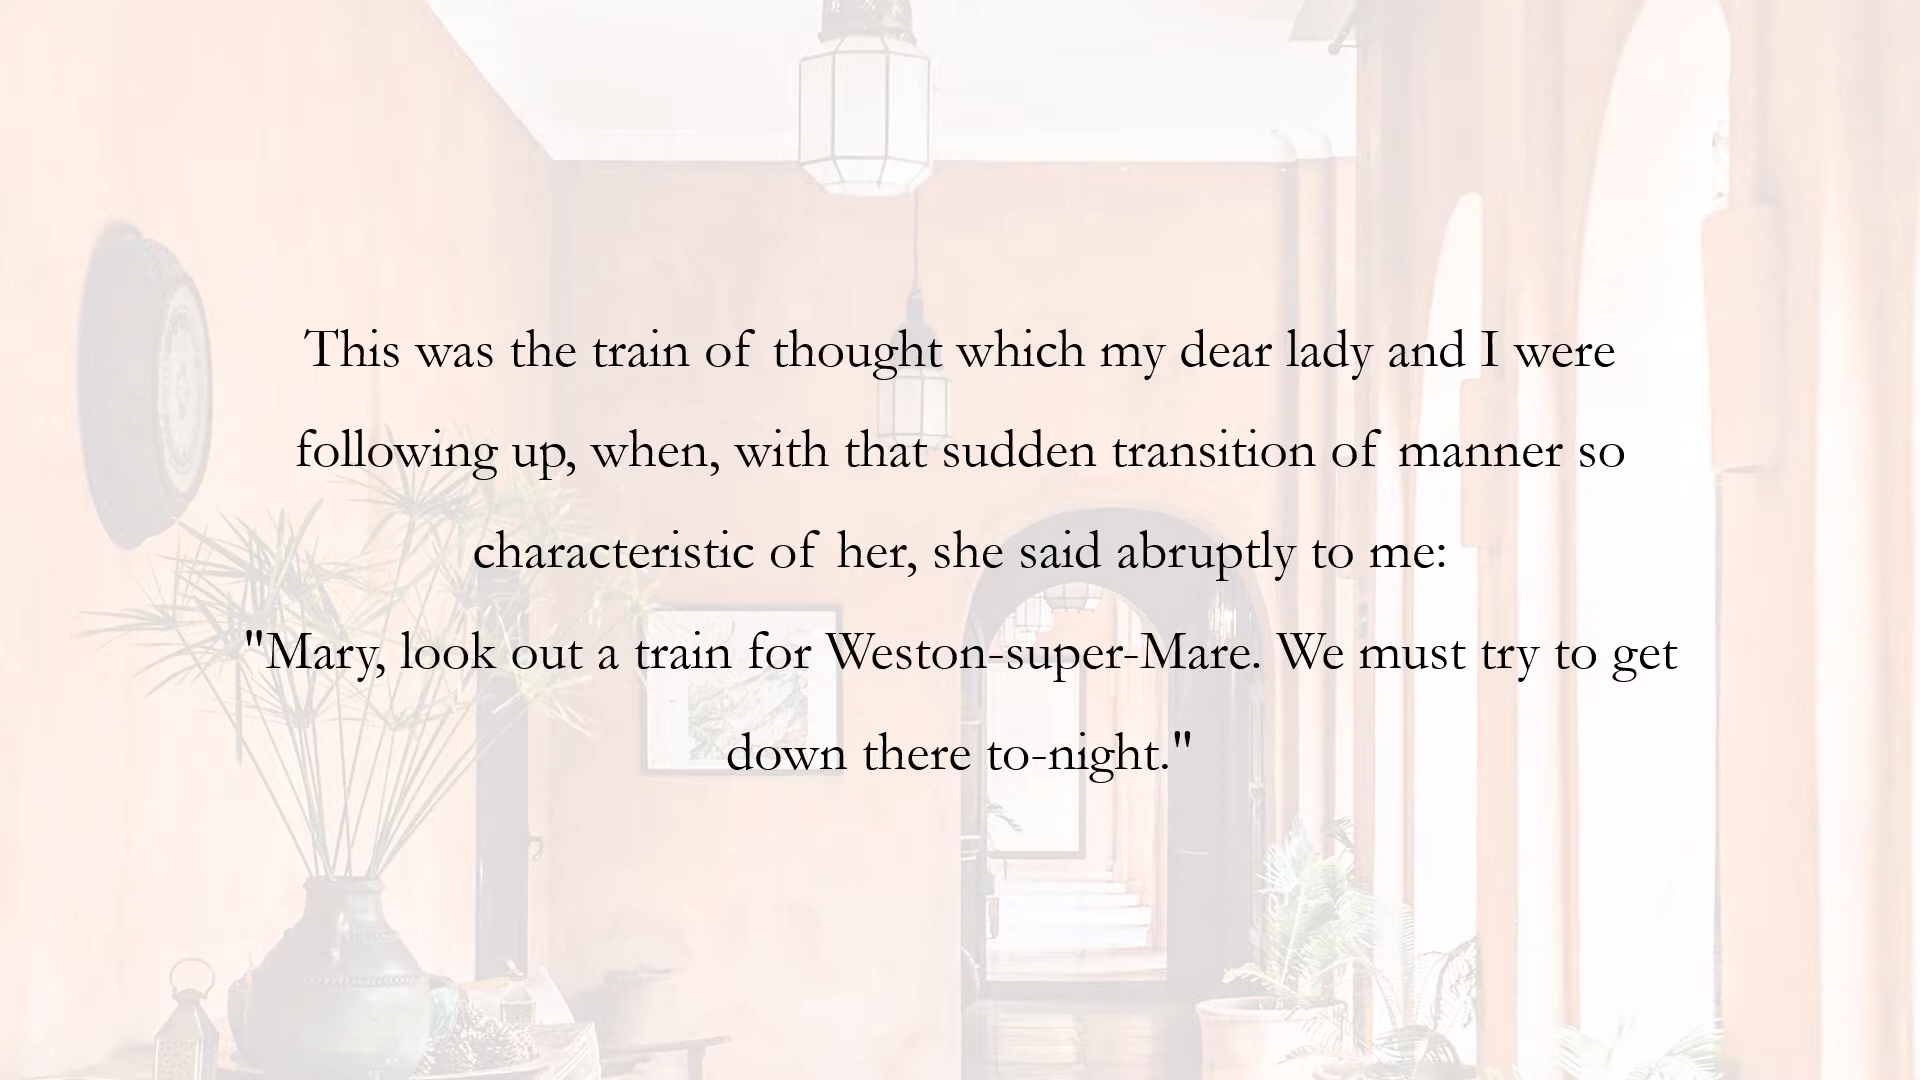 This was the train of thought which my dear lady and I were
following up, when, with that sudden transition of manner so
characteristic of her, she said abruptly to me:
"Mary, look out a train for Weston-super-Mare. We must try to get
down there to-night."